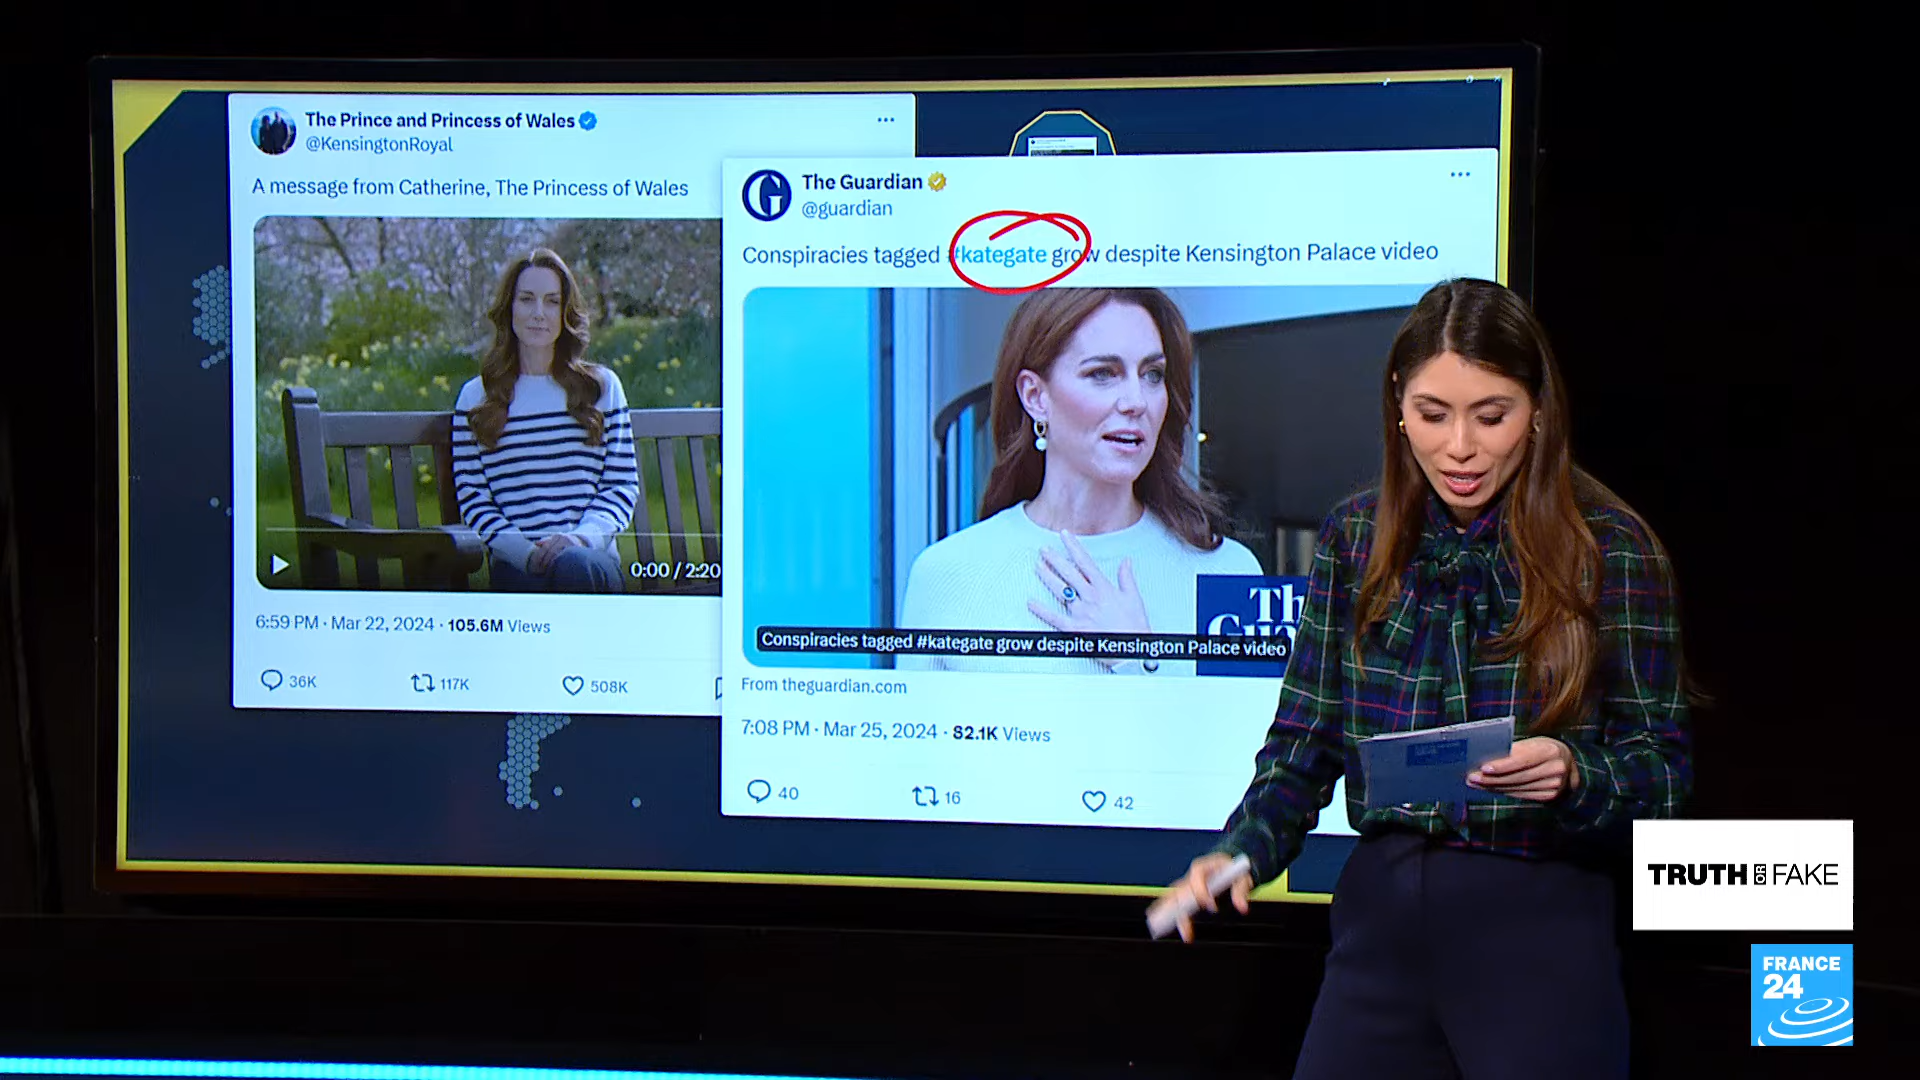 The Prince and Princess of Wales
@KensingtonRoyal
A message from Catherine, The Princess of Wales
0:00 / 2:20
6:59 PM · Mar 22, 2024 · 105.6M Views
36K
117K
508K
The Guardian
@guardian
Conspiracies tagged #kategate grow despite Kensington Palace video
Conspiracies tagged #kategate grow despite Kensington Palace video
From theguardian.com
7:08 PM · Mar 25, 2024 · 82.1K Views
40
16
42
TRUTH OR FAKE
FRANCE
24